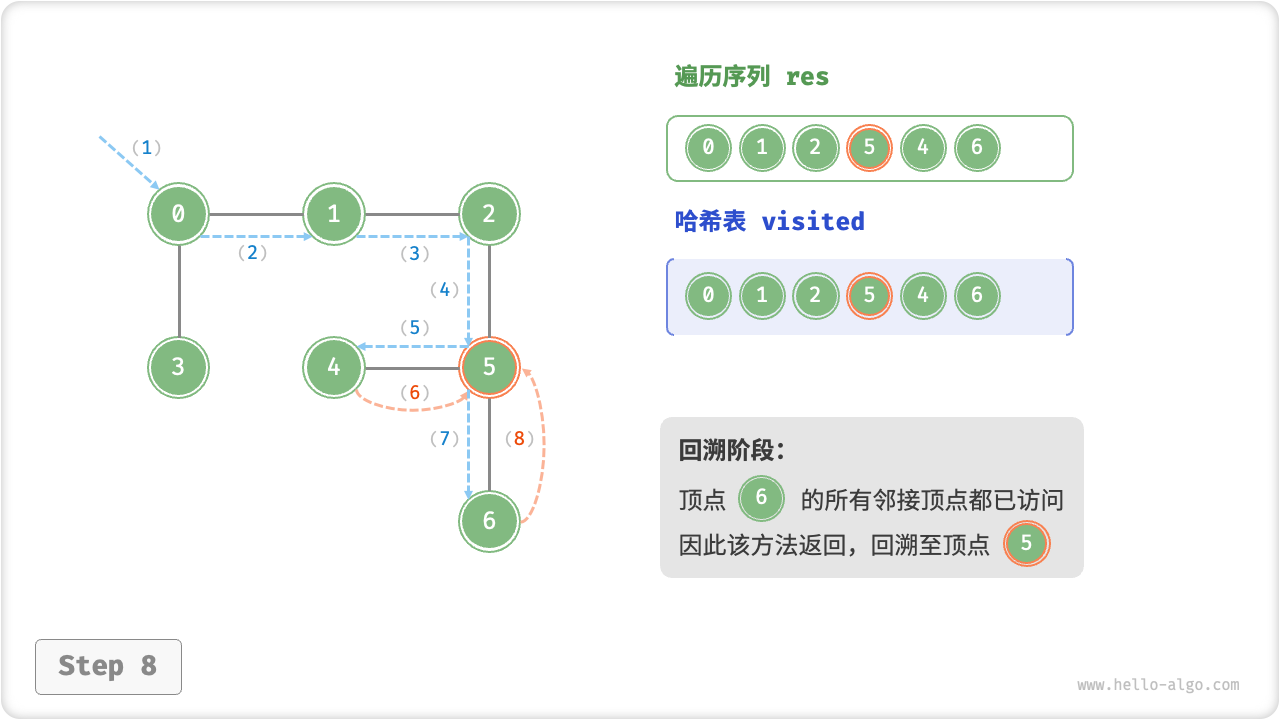 遍历序列 res
0 1 2 5 4 6
哈希表 visited
0 1 2 5 4 6
(1)
0 1 2
(2) (3)
(4)
(5)
3 4 5
(6)
(7) (8)
6
回溯阶段：
顶点 6 的所有邻接顶点都已访问
因此该方法返回，回溯至顶点 5
Step 8
www.hello-algo.com